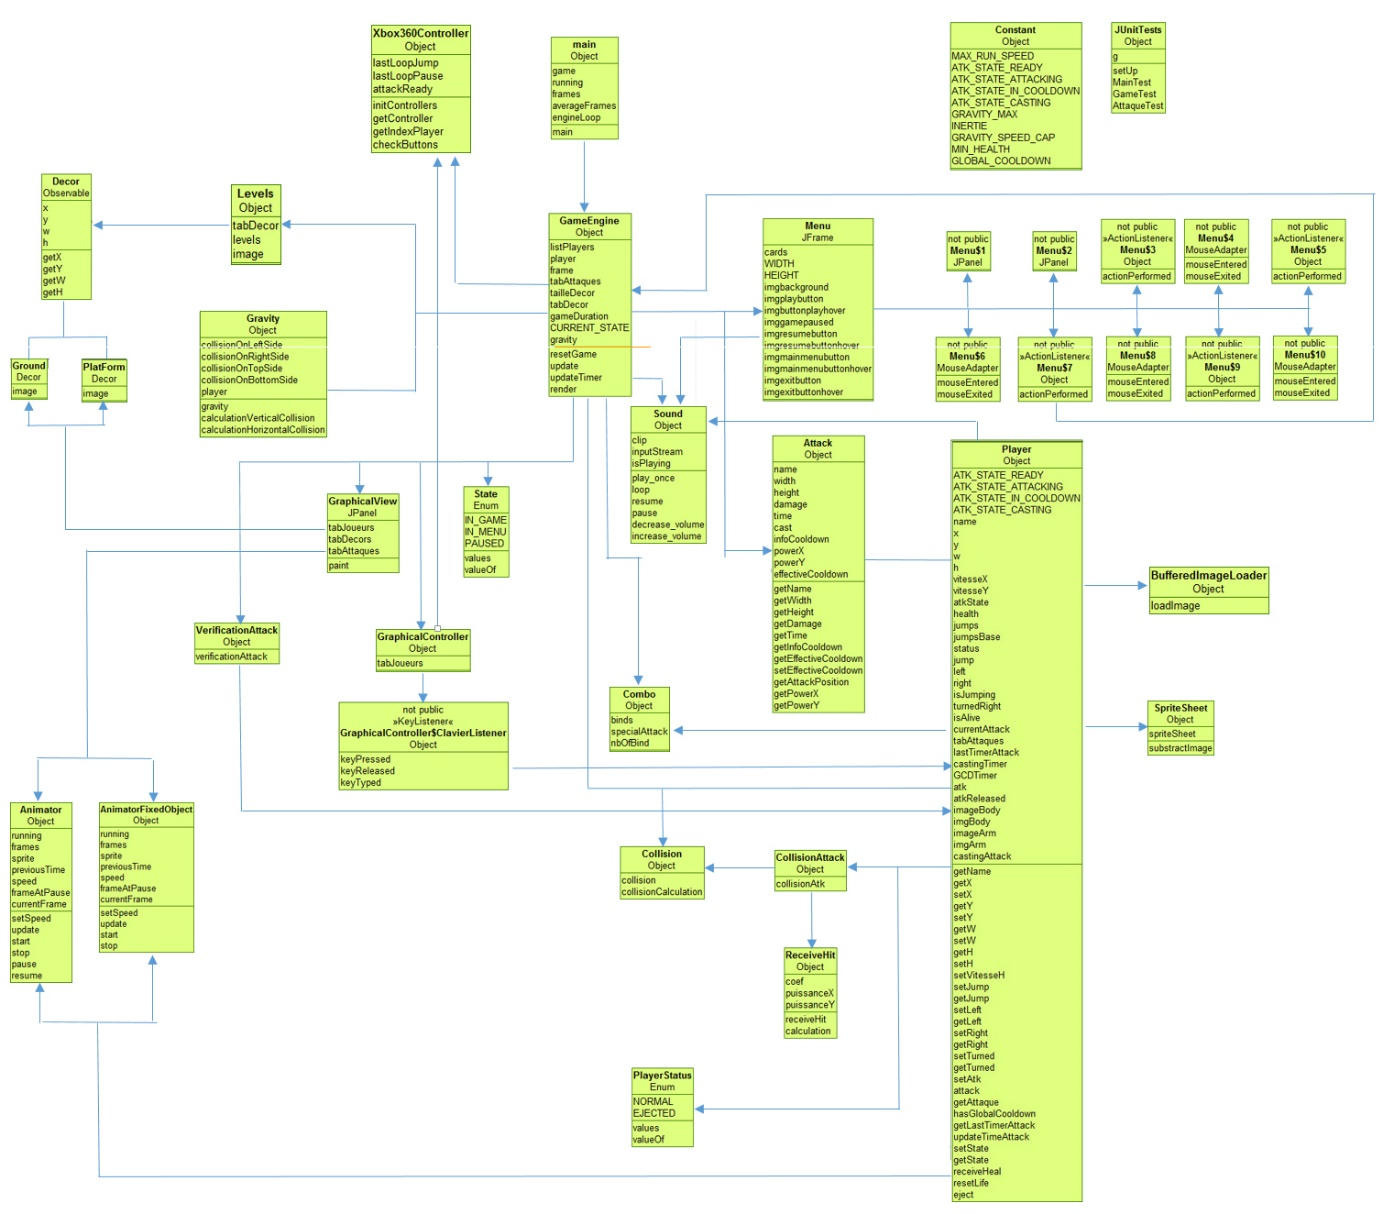 Xbox360Controller
Object
lastLoopJump
lastLoopPause
attackReady
initControllers
getController
getIndexPlayer
checkButtons
main
Object
game
running
frames
averageFrames
engineLoop
main
Constant
Object
MAX_RUN_SPEED
ATK_STATE_READY
ATK_STATE_ATTACKING
ATK_STATE_IN_COOLDOWN
ATK_STATE_CASTING
GRAVITY_MAX
INERTIE
GRAVITY_SPEED_CAP
MIN_HEALTH
GLOBAL_COOLDOWN
JUnitTests
Object
g
setUp
MainTest
GameTest
AttaqueTest
Decor
Observable
x
y
w
h
getX
getY
getW
getH
Levels
Object
tabDecor
levels
image
GameEngine
Object
listPlayers
player
frame
tabAttaques
tailleDecor
tabDecor
gameDuration
CURRENT_STATE
gravity
resetGame
update
updateTimer
render
Menu
JFrame
cards
WIDTH
HEIGHT
imgbackground
imgplaybutton
imgbuttonplayhover
imggamepaused
imgresumebutton
imgresumebuttonhover
imgmainmenubutton
imgmainmenubuttonhover
imgexitbutton
imgexitbuttonhover
not public
Menu$1
JPanel
not public
Menu$2
JPanel
not public
»ActionListener«
Menu$3
Object
actionPerformed
not public
Menu$4
MouseAdapter
mouseEntered
mouseExited
not public
»ActionListener«
Menu$5
Object
actionPerformed
not public
Menu$6
MouseAdapter
mouseEntered
mouseExited
not public
»ActionListener«
Menu$7
Object
actionPerformed
not public
Menu$8
MouseAdapter
mouseEntered
mouseExited
not public
»ActionListener«
Menu$9
Object
actionPerformed
not public
Menu$10
MouseAdapter
mouseEntered
mouseExited
Gravity
Object
collisionOnLeftSide
collisionOnRightSide
collisionOnTopSide
collisionOnBottomSide
player
gravity
calculationVerticalCollision
calculationHorizontalCollision
Ground
Decor
image
PlatForm
Decor
image
Sound
Object
clip
inputStream
isPlaying
play_once
loop
resume
pause
decrease_volume
increase_volume
Attack
Object
name
width
height
damage
time
cast
infoCooldown
powerX
powerY
effectiveCooldown
getName
getWidth
getHeight
getDamage
getTime
getInfoCooldown
getEffectiveCooldown
setEffectiveCooldown
getAttackPosition
getPowerX
getPowerY
Player
Object
ATK_STATE_READY
ATK_STATE_ATTACKING
ATK_STATE_IN_COOLDOWN
ATK_STATE_CASTING
name
x
y
w
h
vitesseX
vitesseY
atkState
health
jumps
jumpsBase
status
jump
left
right
isJumping
turnedRight
isAlive
currentAttack
tabAttaques
lastTimerAttack
castingTimer
GCDTimer
atk
atkReleased
imageBody
imgBody
imageArm
imgArm
castingAttack
getName
getX
setX
getY
setY
getW
setW
getH
setH
setVitesseH
setJump
getJump
setLeft
getLeft
setRight
getRight
setTurned
getTurned
setAtk
attack
getAttaque
hasGlobalCooldown
getLastTimerAttack
updateTimeAttack
setState
getState
receiveHeal
resetLife
eject
GraphicalView
JPanel
tabJoueurs
tabDecors
tabAttaques
paint
State
Enum
IN_GAME
IN_MENU
PAUSED
values
valueOf
BufferedImageLoader
Object
loadImage
VerificationAttack
Object
verificationAttack
GraphicalController
Object
tabJoueurs
not public
»KeyListener«
GraphicalController$ClavierListener
Object
keyPressed
keyReleased
keyTyped
Combo
Object
binds
specialAttack
nbOfBind
SpriteSheet
Object
spriteSheet
substractImage
Animator
Object
running
frames
sprite
previousTime
speed
frameAtPause
currentFrame
setSpeed
update
start
stop
pause
resume
AnimatorFixedObject
Object
running
frames
sprite
previousTime
speed
frameAtPause
currentFrame
setSpeed
update
start
stop
Collision
Object
collision
collisionCalculation
CollisionAttack
Object
collisionAtk
ReceiveHit
Object
coef
puissanceX
puissanceY
receiveHit
calculation
PlayerStatus
Enum
NORMAL
EJECTED
values
valueOf